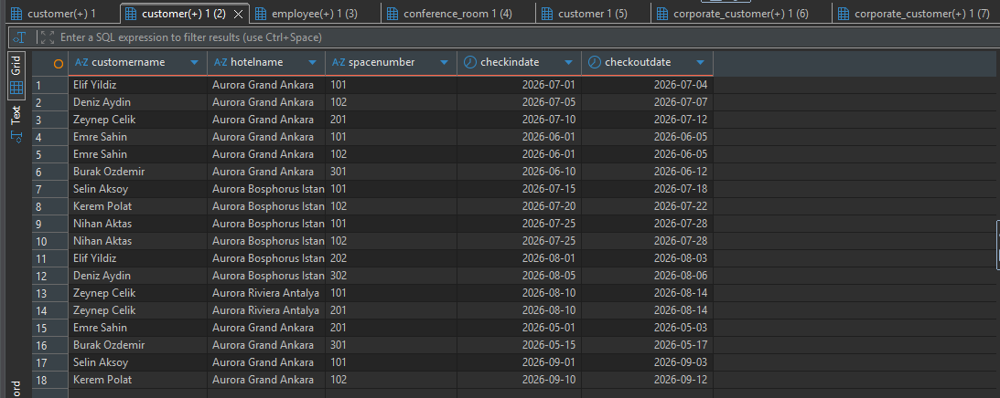 customer(+) 1 customer(+) 1 (2) employee(+) 1 (3) conference_room 1 (4) customer 1 (5) corporate_customer(+) 1 (6) corporate_customer(+) 1 (7)
Enter a SQL expression to filter results (use Ctrl+Space)
Grid
Text
ord
A-Z customername A-Z hotelname A-Z spacenumber checkindate checkoutdate
1 Elif Yildiz Aurora Grand Ankara 101 2026-07-01 2026-07-04
2 Deniz Aydin Aurora Grand Ankara 102 2026-07-05 2026-07-07
3 Zeynep Celik Aurora Grand Ankara 201 2026-07-10 2026-07-12
4 Emre Sahin Aurora Grand Ankara 101 2026-06-01 2026-06-05
5 Emre Sahin Aurora Grand Ankara 102 2026-06-01 2026-06-05
6 Burak Ozdemir Aurora Grand Ankara 301 2026-06-10 2026-06-12
7 Selin Aksoy Aurora Bosphorus Istan 101 2026-07-15 2026-07-18
8 Kerem Polat Aurora Bosphorus Istan 102 2026-07-20 2026-07-22
9 Nihan Aktas Aurora Bosphorus Istan 101 2026-07-25 2026-07-28
10 Nihan Aktas Aurora Bosphorus Istan 102 2026-07-25 2026-07-28
11 Elif Yildiz Aurora Bosphorus Istan 202 2026-08-01 2026-08-03
12 Deniz Aydin Aurora Bosphorus Istan 302 2026-08-05 2026-08-06
13 Zeynep Celik Aurora Riviera Antalya 101 2026-08-10 2026-08-14
14 Zeynep Celik Aurora Riviera Antalya 201 2026-08-10 2026-08-14
15 Emre Sahin Aurora Grand Ankara 201 2026-05-01 2026-05-03
16 Burak Ozdemir Aurora Grand Ankara 301 2026-05-15 2026-05-17
17 Selin Aksoy Aurora Grand Ankara 101 2026-09-01 2026-09-03
18 Kerem Polat Aurora Grand Ankara 102 2026-09-10 2026-09-12